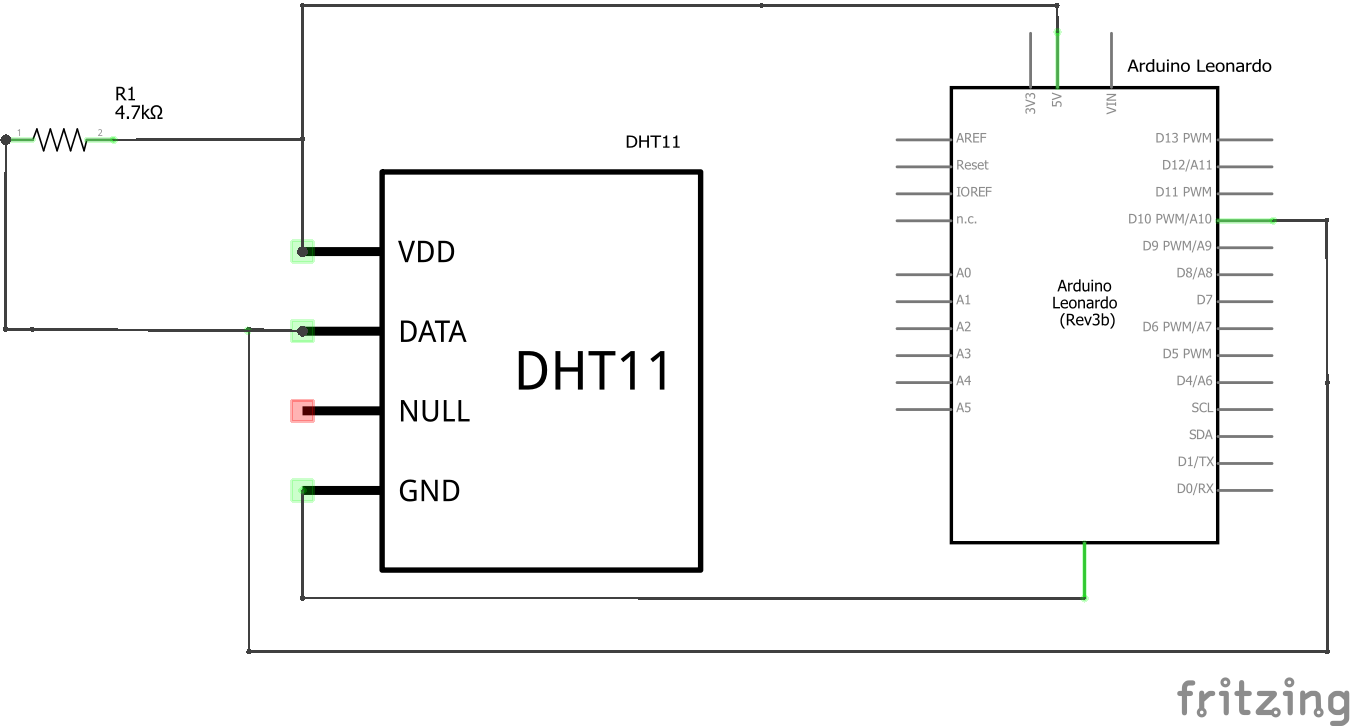 R1
4.7kΩ
1
2
DHT11
VDD
DATA
NULL
GND
DHT11
Arduino Leonardo
3V3
5V
VIN
AREF
Reset
IOREF
n.c.
A0
A1
A2
A3
A4
A5
Arduino
Leonardo
(Rev3b)
D13 PWM
D12/A11
D11 PWM
D10 PWM/A10
D9 PWM/A9
D8/A8
D7
D6 PWM/A7
D5 PWM
D4/A6
SCL
SDA
D1/TX
D0/RX
fritzing